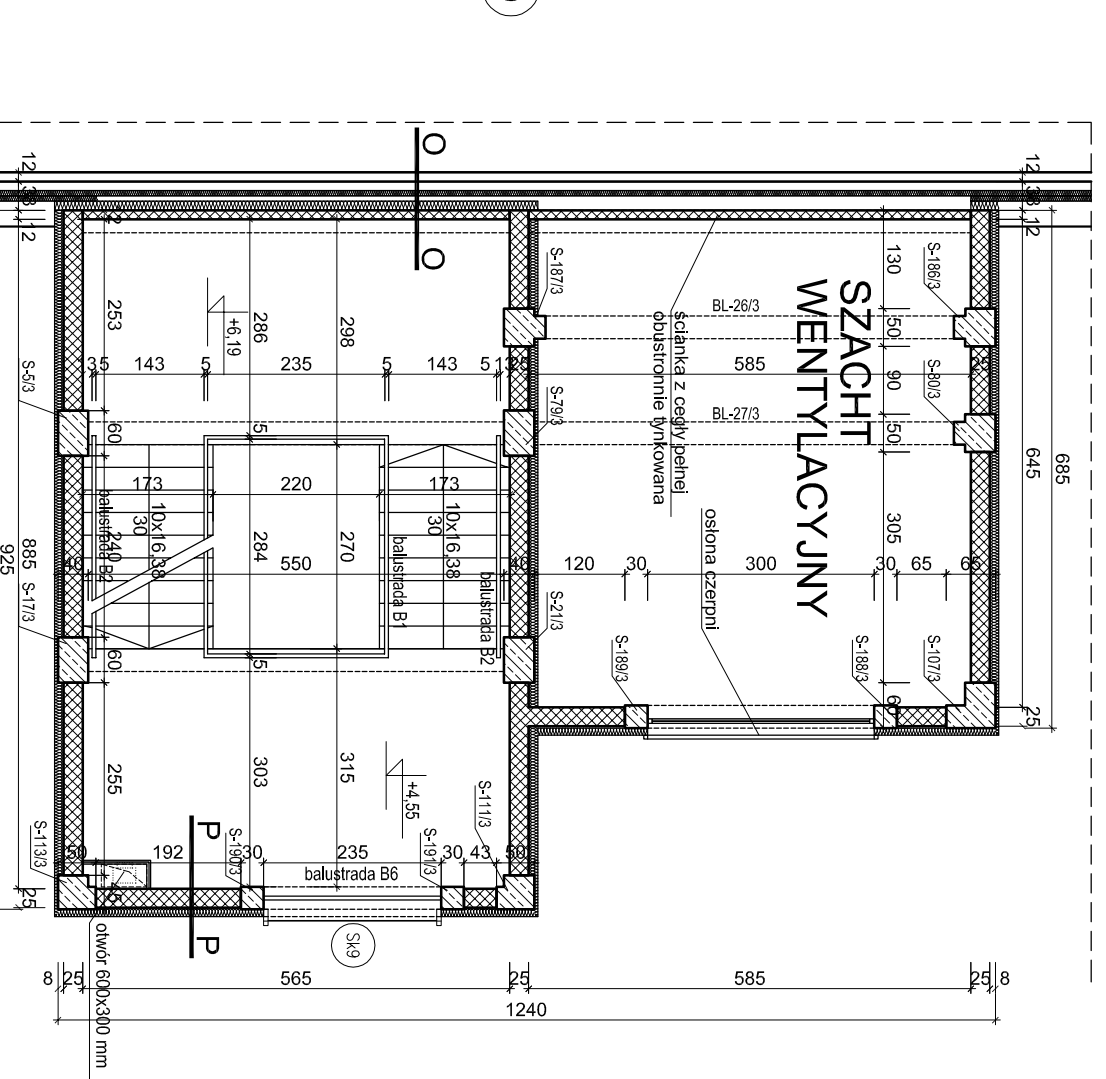 12
38
12
O
O
12
38
12
2
253
286
298
+6,19
35
143
5
235
5
143
5
S-5/3
S-187/3
BL-26/3
585
25
130
50
90
50
S-186/3
S-80/3
SZACHT
WENTYLACYJNY
ścianka z cegły pełnej
obustronnie tynkowana
S-79/3
BL-27/3
645
685
60
5
173
220
173
10x16,38
30
10x16,38
30
balustrada B2
240
284
270
balustrada B1
balustrada B2
40
550
40
120
30
300
30
65
65
305
osłona czerpni
885
925
S-17/3
S-21/3
S-189/3
S-188/3
S-107/3
60
5
60
25
255
303
315
+4,55
S-111/3
S-113/3
50
192
P
P
S-190/3
30
235
S-191/3
30
43
50
balustrada B6
25
Sk9
otwór 600x300 mm
8
25
565
25
585
25
8
1240